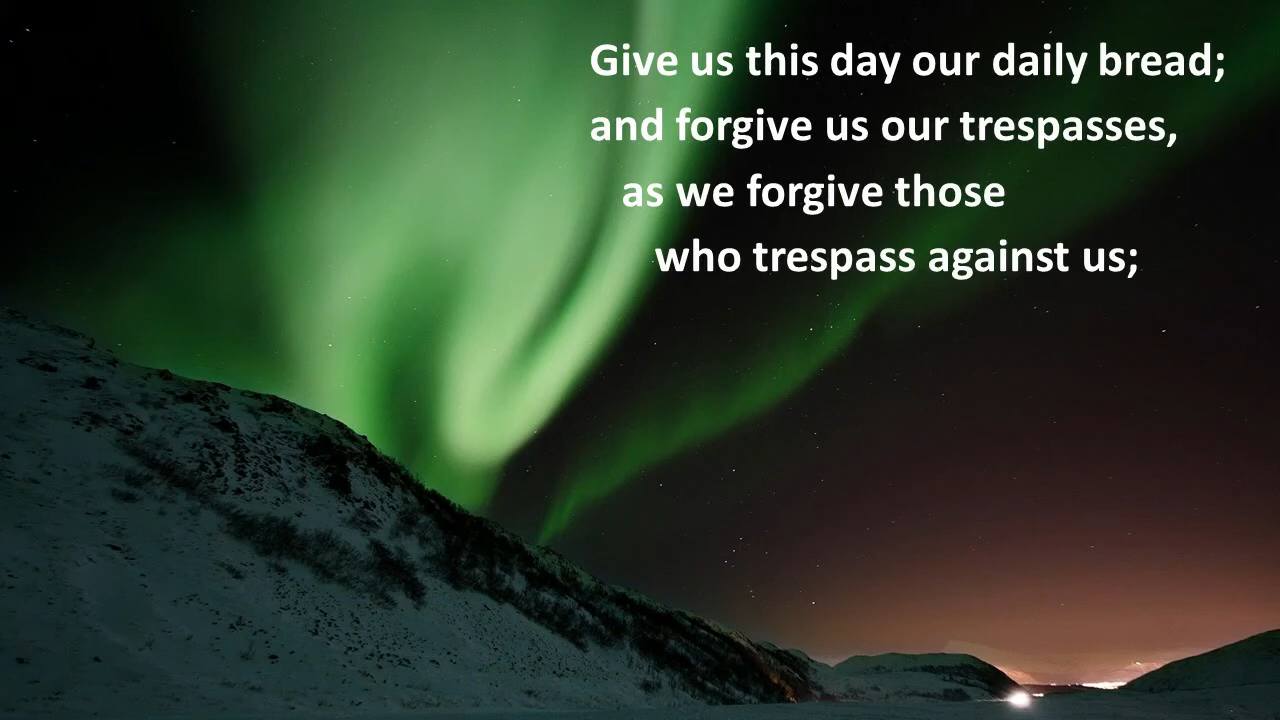 Give us this day our daily bread;
and forgive us our trespasses,
as we forgive those
who trespass against us;